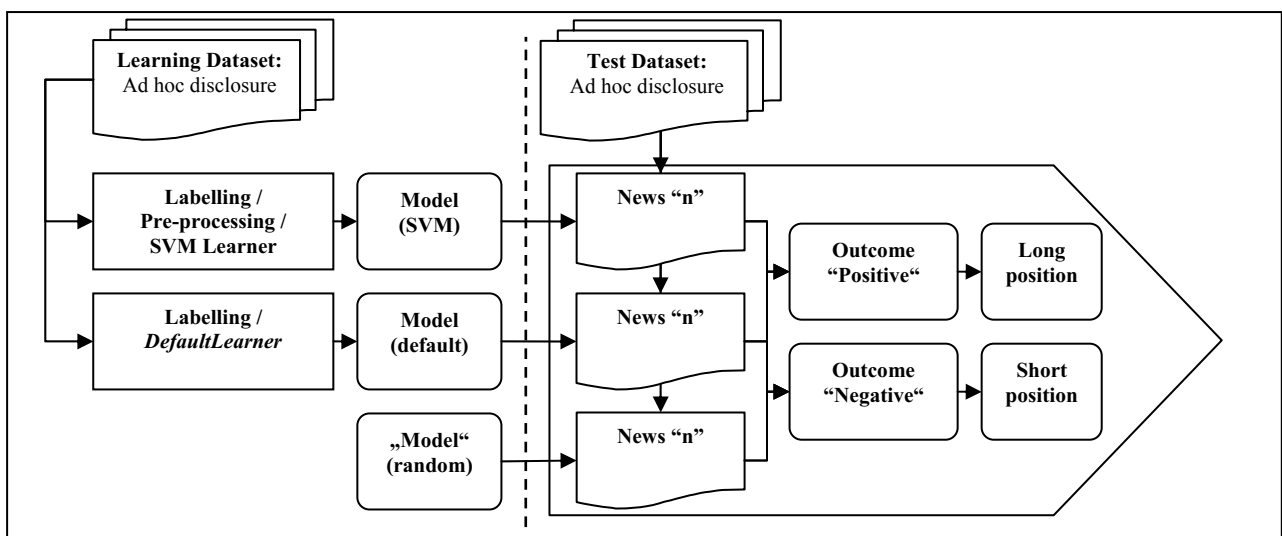 Learning Dataset:
Ad hoc disclosure
Test Dataset:
Ad hoc disclosure
Labelling /
Pre-processing /
SVM Learner
Model
(SVM)
News “n”
Outcome
“Positive“
Long
position
Labelling /
DefaultLearner
Model
(default)
News “n”
Outcome
“Negative“
Short
position
„Model“
(random)
News “n”